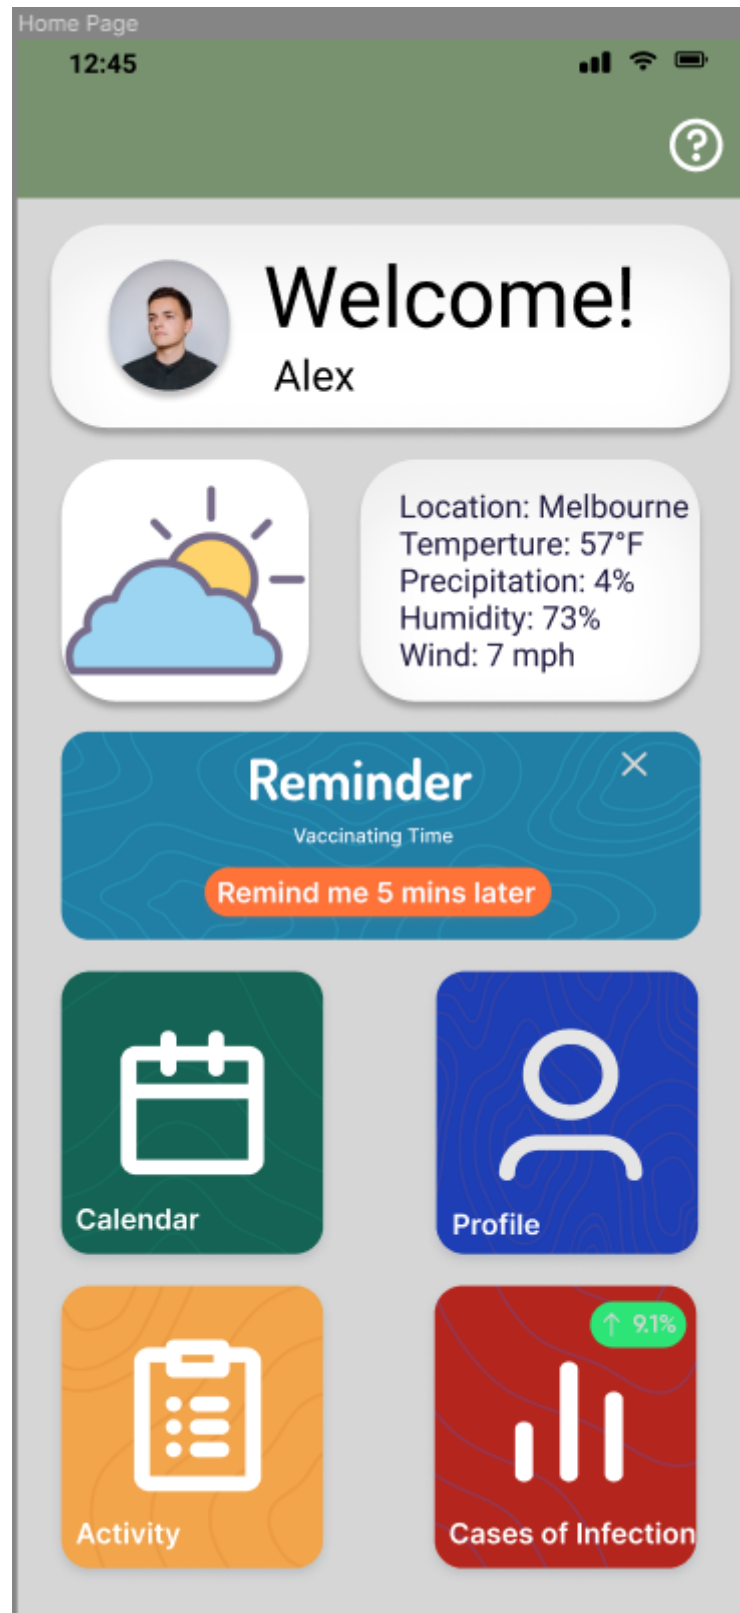 Home Page
12:45
Welcome!
Alex
Location: Melbourne
Temperture: 57°F
Precipitation: 4%
Humidity: 73%
Wind: 7 mph
Reminder
Vaccinating Time
Remind me 5 mins later
Calendar
Profile
↑ 9.1%
Activity
Cases of Infection